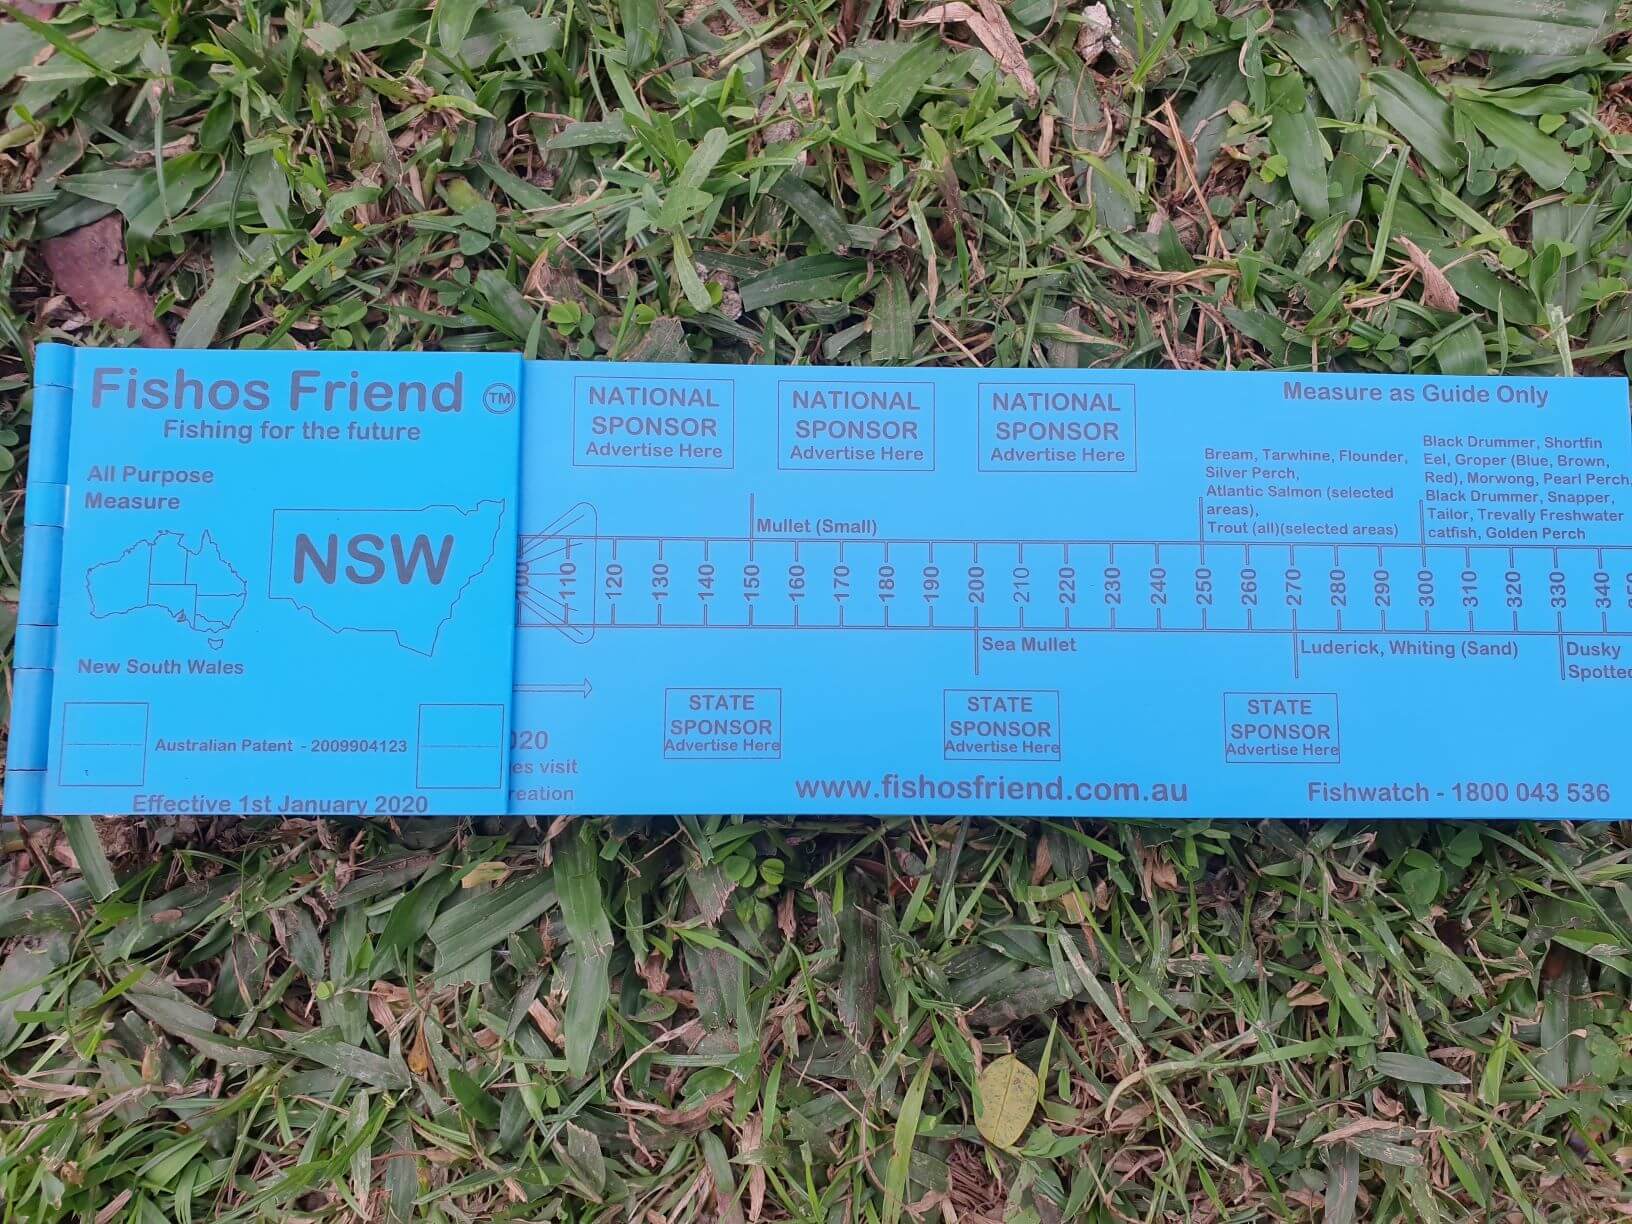 Fishos Friend TM
Fishing for the future
All Purpose
Measure
NSW
New South Wales
Australian Patent - 2009904123
Effective 1st January 2020
NATIONAL
SPONSOR
Advertise Here
NATIONAL
SPONSOR
Advertise Here
NATIONAL
SPONSOR
Advertise Here
Measure as Guide Only
Mullet (Small)
Bream, Tarwhine, Flounder,
Silver Perch,
Atlantic Salmon (selected
areas),
Trout (all)(selected areas)
Black Drummer, Shortfin
Eel, Groper (Blue, Brown,
Red), Morwong, Pearl Perch,
Black Drummer, Snapper,
Tailor, Trevally Freshwater
catfish, Golden Perch
100 110 120 130 140 150 160 170 180 190 200 210 220 230 240 250 260 270 280 290 300 310 320 330 340
Sea Mullet
Luderick, Whiting (Sand)
Dusky
Spotted
STATE
SPONSOR
Advertise Here
STATE
SPONSOR
Advertise Here
STATE
SPONSOR
Advertise Here
020
es visit
reation
www.fishosfriend.com.au
Fishwatch - 1800 043 536